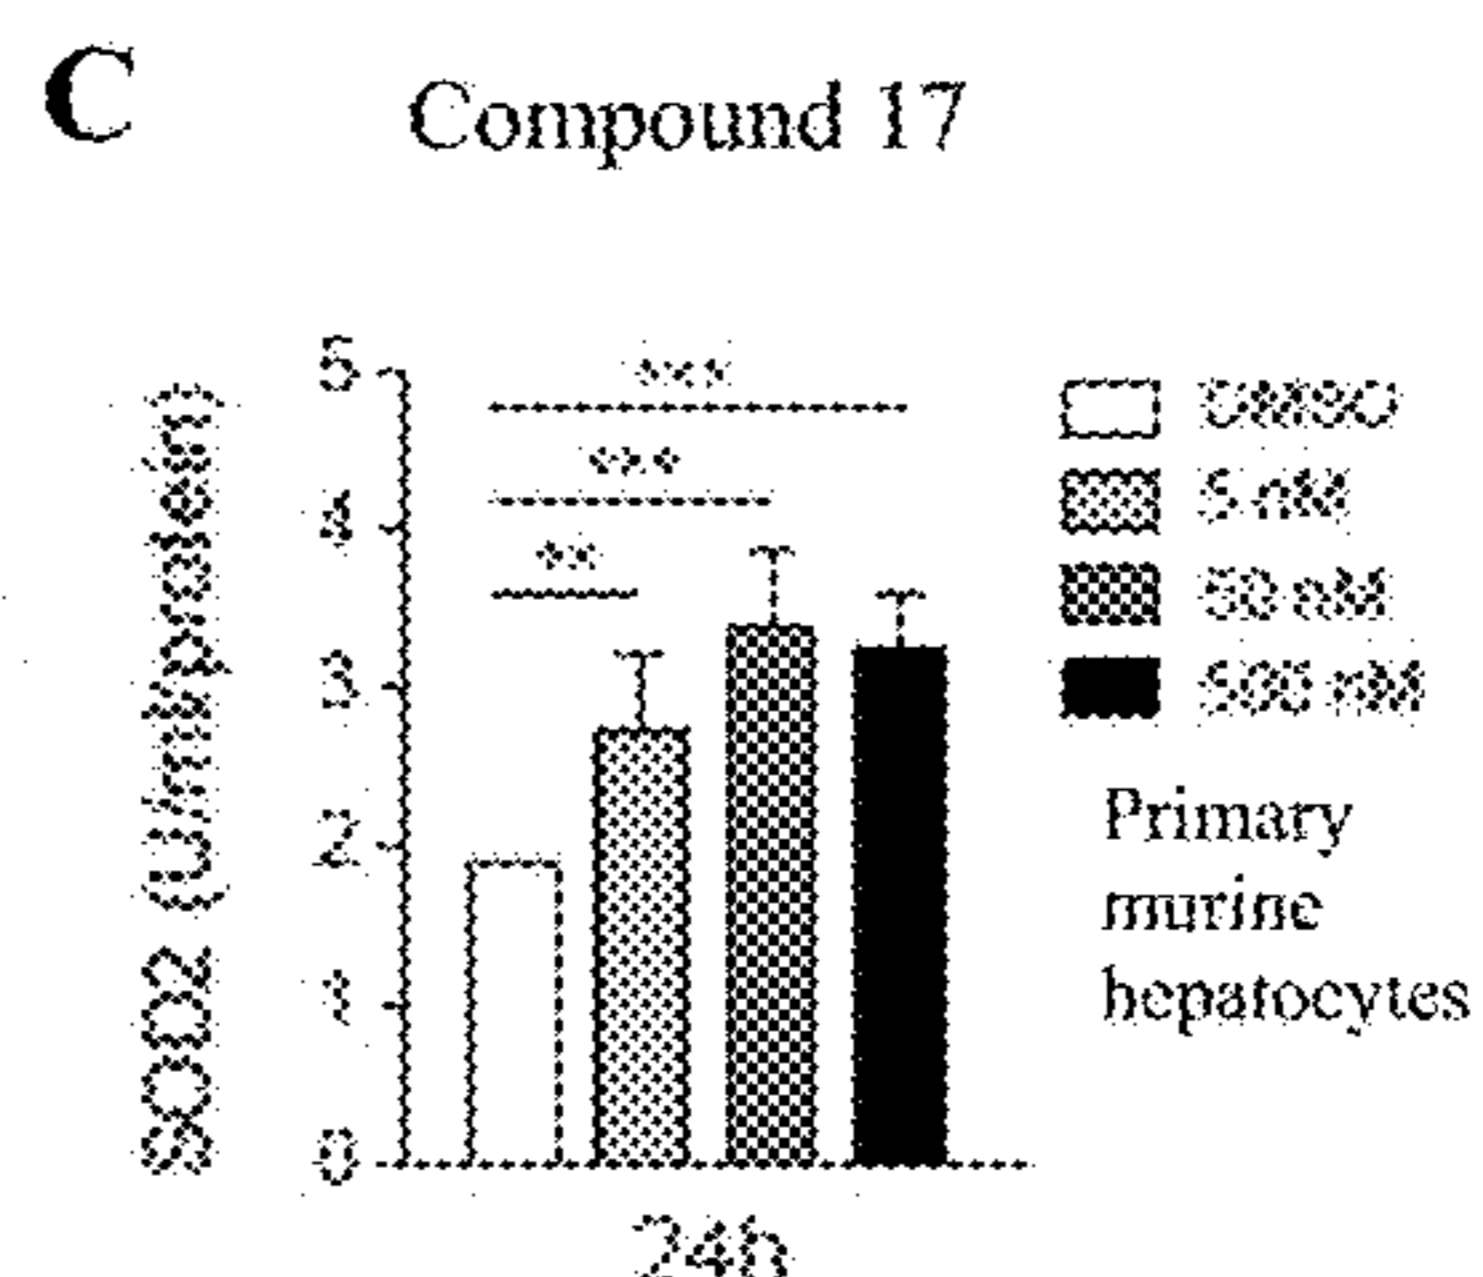 C
Compound 17
SOD2 (U/ml/protein)
5
4
3
2
1
0
***
***
**
24h
DMSO
5 nM
50 nM
500 nM
Primary
murine
hepatocytes